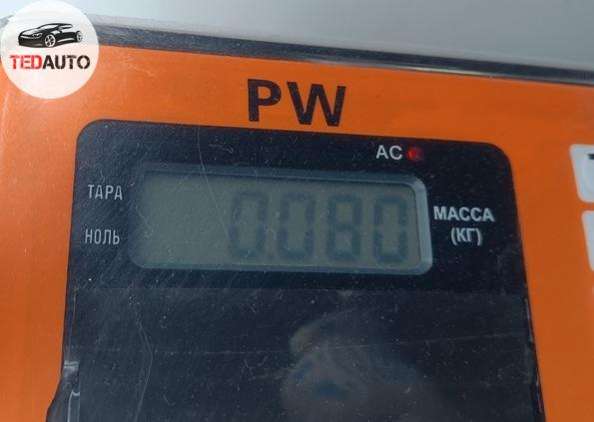 TEDAUTO
PW
AC
ТАРА
НОЛЬ
0.080
МАССА
(КГ)